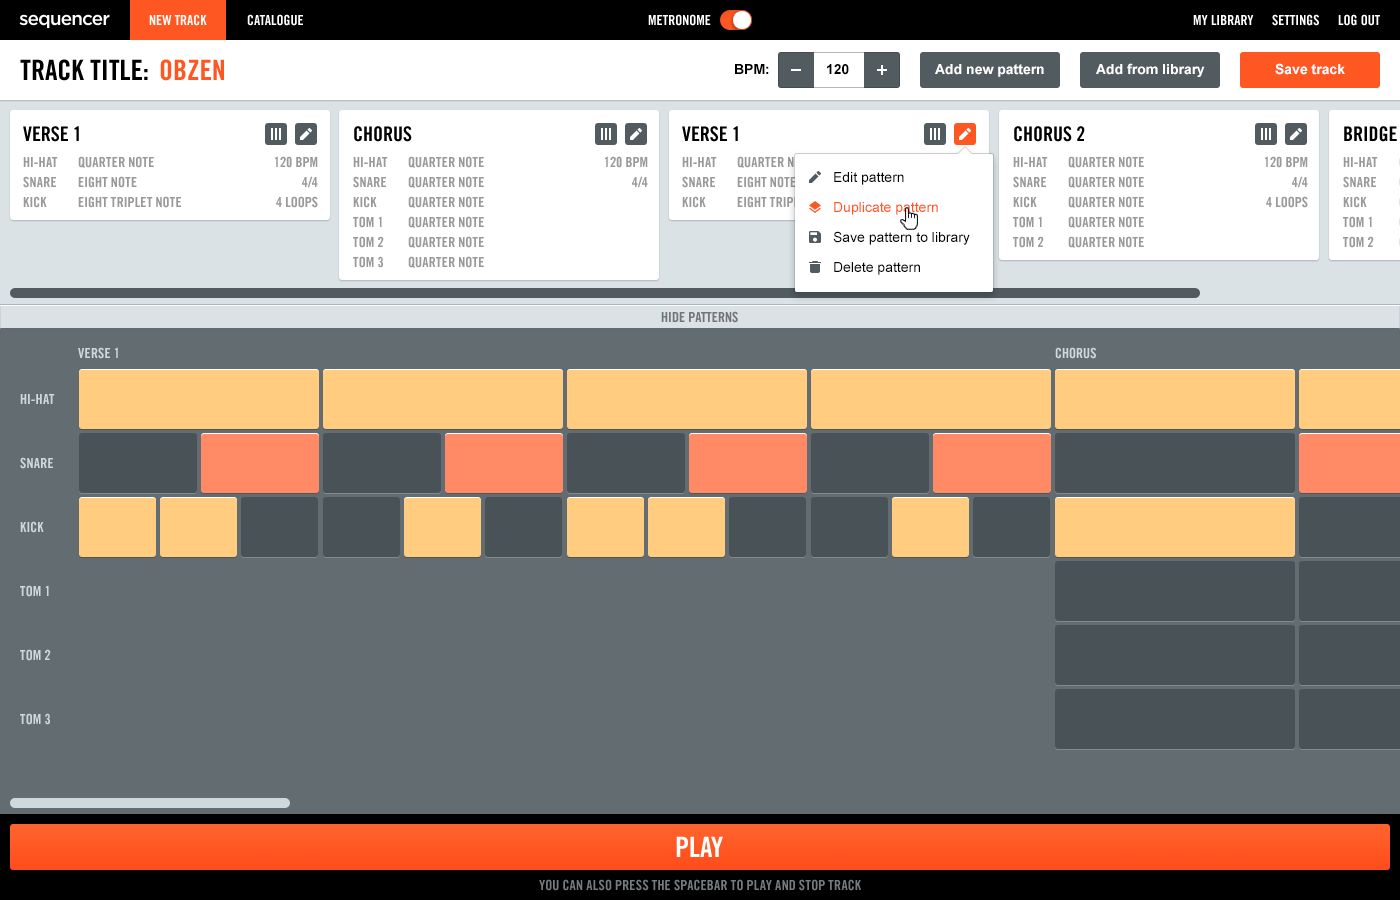 sequencer NEW TRACK CATALOGUE METRONOME MY LIBRARY SETTINGS LOG OUT
TRACK TITLE: OBZEN BPM: − 120 + Add new pattern Add from library Save track
VERSE 1
HI-HAT QUARTER NOTE 120 BPM
SNARE EIGHT NOTE 4/4
KICK EIGHT TRIPLET NOTE 4 LOOPS
CHORUS
HI-HAT QUARTER NOTE 120 BPM
SNARE QUARTER NOTE 4/4
KICK QUARTER NOTE
TOM 1 QUARTER NOTE
TOM 2 QUARTER NOTE
TOM 3 QUARTER NOTE
VERSE 1
HI-HAT QUARTER N
SNARE EIGHT NOTE
KICK EIGHT TRIP
Edit pattern
Duplicate pattern
Save pattern to library
Delete pattern
CHORUS 2
HI-HAT QUARTER NOTE 120 BPM
SNARE QUARTER NOTE 4/4
KICK QUARTER NOTE 4 LOOPS
TOM 1 QUARTER NOTE
TOM 2 QUARTER NOTE
BRIDGE
HI-HAT
SNARE
KICK
TOM 1
TOM 2
HIDE PATTERNS
VERSE 1 CHORUS
HI-HAT
SNARE
KICK
TOM 1
TOM 2
TOM 3
PLAY
YOU CAN ALSO PRESS THE SPACEBAR TO PLAY AND STOP TRACK